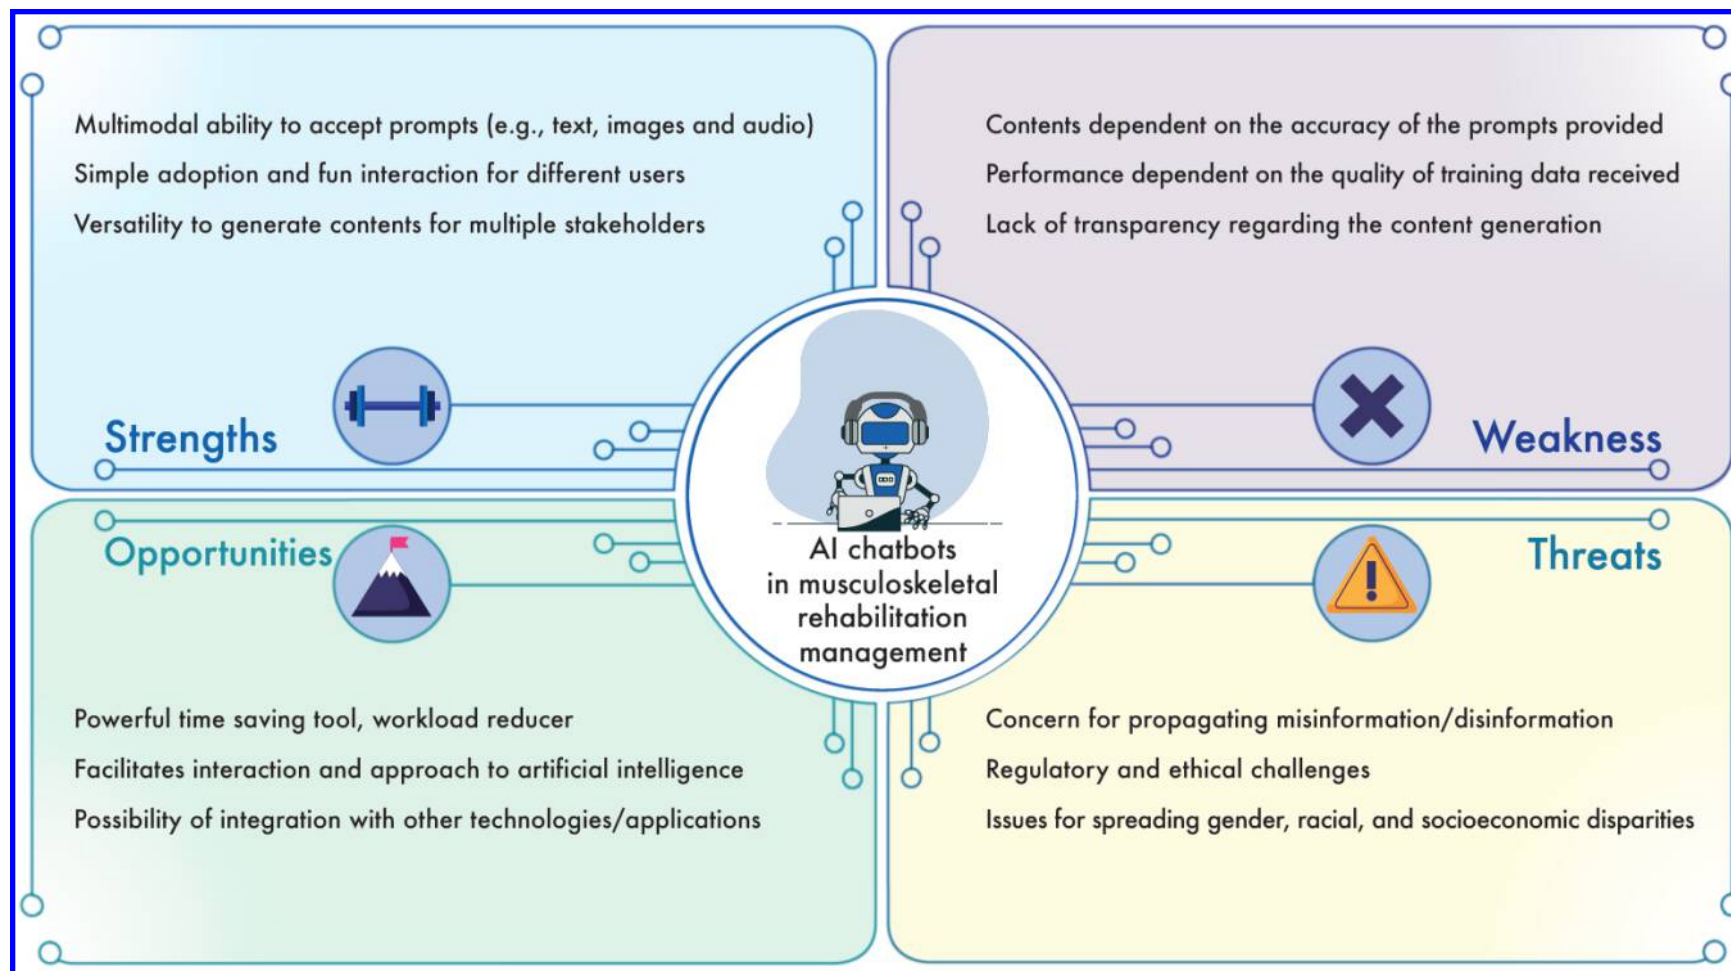 Multimodal ability to accept prompts (e.g., text, images and audio)
Simple adoption and fun interaction for different users
Versatility to generate contents for multiple stakeholders
Strengths
Contents dependent on the accuracy of the prompts provided
Performance dependent on the quality of training data received
Lack of transparency regarding the content generation
Weakness
AI chatbots
in musculoskeletal
rehabilitation
management
Opportunities
Powerful time saving tool, workload reducer
Facilitates interaction and approach to artificial intelligence
Possibility of integration with other technologies/applications
Threats
Concern for propagating misinformation/disinformation
Regulatory and ethical challenges
Issues for spreading gender, racial, and socioeconomic disparities